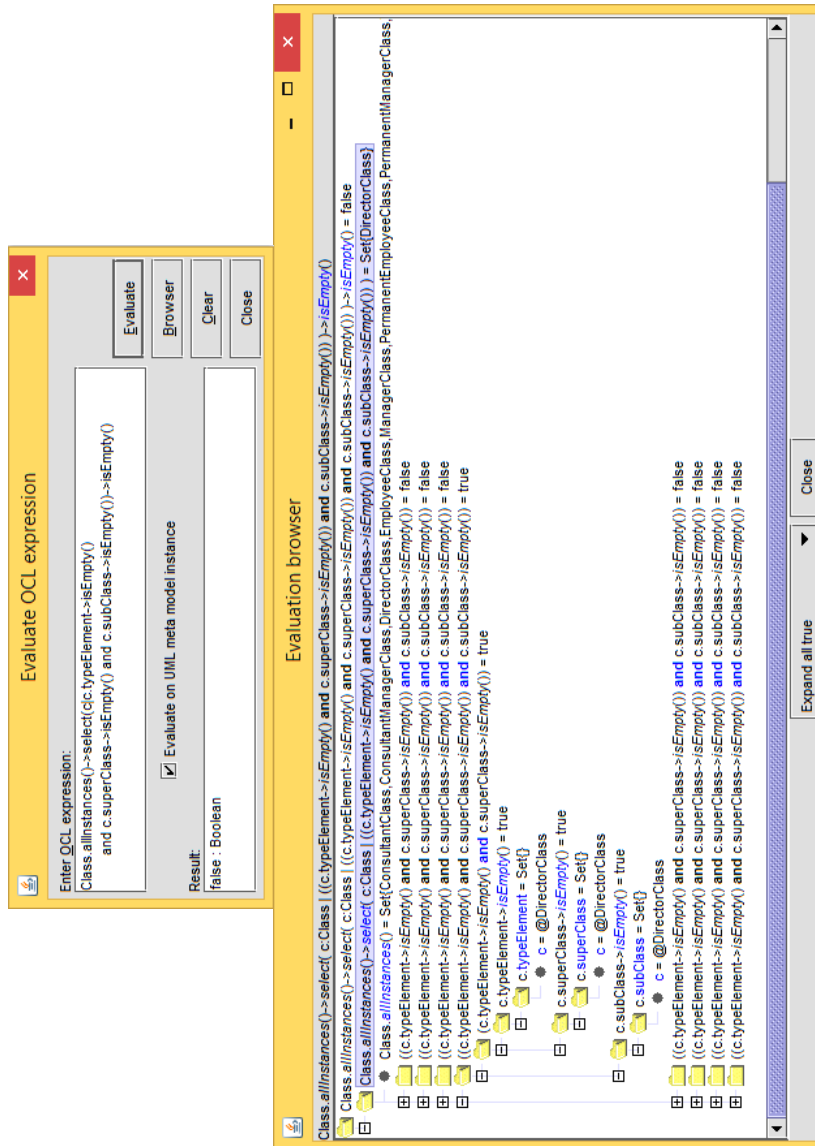 Evaluate OCL expression
Enter OCL expression:
Class.allInstances()->select(c|c.typeElement->isEmpty()
and c.superClass->isEmpty() and c.subClass->isEmpty())->isEmpty()
Evaluate on UML meta model instance
Result:
false : Boolean
Evaluate
Browser
Clear
Close
Evaluation browser
Class.allInstances()->select( c:Class | ((c.typeElement->isEmpty() and c.superClass->isEmpty()) and c.subClass->isEmpty()) )->isEmpty()
Class.allInstances()->select( c:Class | ((c.typeElement->isEmpty() and c.superClass->isEmpty()) and c.subClass->isEmpty()) )->isEmpty() = false
Class.allInstances()->select( c:Class | ((c.typeElement->isEmpty() and c.superClass->isEmpty()) and c.subClass->isEmpty()) ) = Set{DirectorClass}
Class.allInstances() = Set{ConsultantClass,ConsultantManagerClass,DirectorClass,EmployeeClass,ManagerClass,PermanentEmployeeClass,PermanentManagerClass,
((c.typeElement->isEmpty() and c.superClass->isEmpty()) and c.subClass->isEmpty()) = false
((c.typeElement->isEmpty() and c.superClass->isEmpty()) and c.subClass->isEmpty()) = false
((c.typeElement->isEmpty() and c.superClass->isEmpty()) and c.subClass->isEmpty()) = false
((c.typeElement->isEmpty() and c.superClass->isEmpty()) and c.subClass->isEmpty()) = true
(c.typeElement->isEmpty() and c.superClass->isEmpty()) = true
c.typeElement->isEmpty() = true
c.typeElement = Set{}
c = @DirectorClass
c.superClass->isEmpty() = true
c.superClass = Set{}
c = @DirectorClass
c.subClass->isEmpty() = true
c.subClass = Set{}
c = @DirectorClass
((c.typeElement->isEmpty() and c.superClass->isEmpty()) and c.subClass->isEmpty()) = false
((c.typeElement->isEmpty() and c.superClass->isEmpty()) and c.subClass->isEmpty()) = false
((c.typeElement->isEmpty() and c.superClass->isEmpty()) and c.subClass->isEmpty()) = false
((c.typeElement->isEmpty() and c.superClass->isEmpty()) and c.subClass->isEmpty()) = false
Expand all true
Close